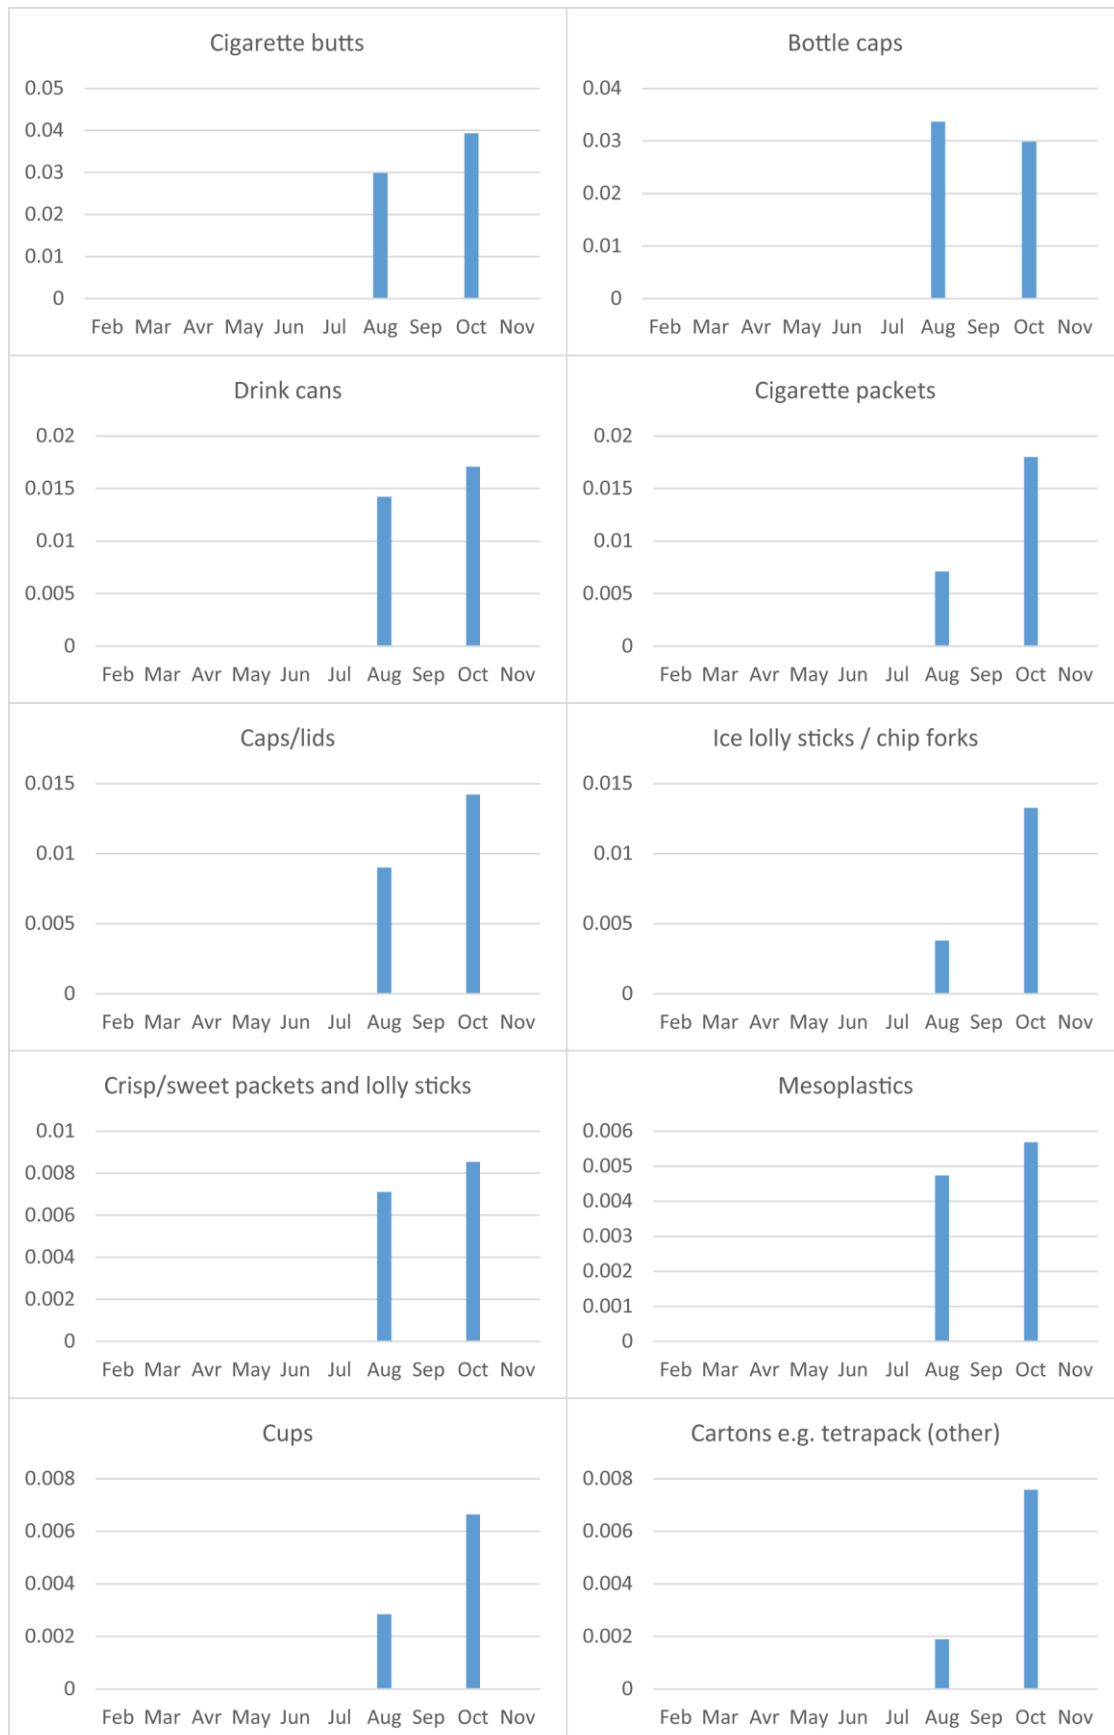 Cigarette butts
0.05
0.04
0.03
0.02
0.01
0
Feb Mar Avr May Jun Jul Aug Sep Oct Nov
Bottle caps
0.04
0.03
0.02
0.01
0
Feb Mar Avr May Jun Jul Aug Sep Oct Nov
Drink cans
0.02
0.015
0.01
0.005
0
Feb Mar Avr May Jun Jul Aug Sep Oct Nov
Cigarette packets
0.02
0.015
0.01
0.005
0
Feb Mar Avr May Jun Jul Aug Sep Oct Nov
Caps/lids
0.015
0.01
0.005
0
Feb Mar Avr May Jun Jul Aug Sep Oct Nov
Ice lolly sticks / chip forks
0.015
0.01
0.005
0
Feb Mar Avr May Jun Jul Aug Sep Oct Nov
Crisp/sweet packets and lolly sticks
0.01
0.008
0.006
0.004
0.002
0
Feb Mar Avr May Jun Jul Aug Sep Oct Nov
Mesoplastics
0.006
0.005
0.004
0.003
0.002
0.001
0
Feb Mar Avr May Jun Jul Aug Sep Oct Nov
Cups
0.008
0.006
0.004
0.002
0
Feb Mar Avr May Jun Jul Aug Sep Oct Nov
Cartons e.g. tetrapack (other)
0.008
0.006
0.004
0.002
0
Feb Mar Avr May Jun Jul Aug Sep Oct Nov